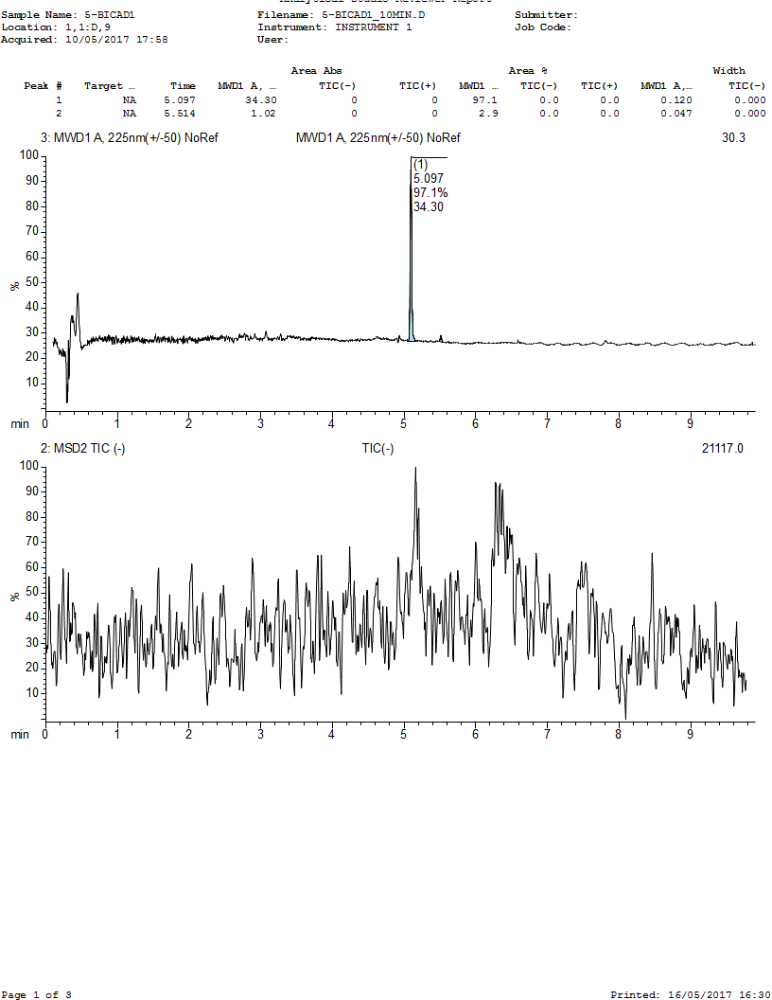 Analytical Studio Reviewer Report
Sample Name: 5-BICAD1 Filename: 5-BICAD1_10MIN.D Submitter:
Location: 1,1:D,9 Instrument: INSTRUMENT 1 Job Code:
Acquired: 10/05/2017 17:58 User:
Area Abs Area % Width
Peak # Target … Time MWD1 A, … TIC(-) TIC(+) MWD1 … TIC(-) TIC(+) MWD1 A,… TIC(-)
1 NA 5.097 34.30 0 0 97.1 0.0 0.0 0.120 0.000
2 NA 5.514 1.02 0 0 2.9 0.0 0.0 0.047 0.000
3: MWD1 A, 225nm(+/-50) NoRef MWD1 A, 225nm(+/-50) NoRef 30.3
100
(1)
90
5.097
97.1%
80
34.30
70
60
50
%
40
30
20
10
min 0 1 2 3 4 5 6 7 8 9
2: MSD2 TIC (-) TIC(-) 21117.0
100
90
80
70
60
50
%
40
30
20
10
min 0 1 2 3 4 5 6 7 8 9
Page 1 of 3 Printed: 16/05/2017 16:30